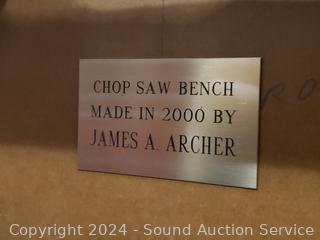 CHOP SAW BENCH
MADE IN 2000 BY
JAMES A. ARCHER
Copyright 2024 - Sound Auction Service